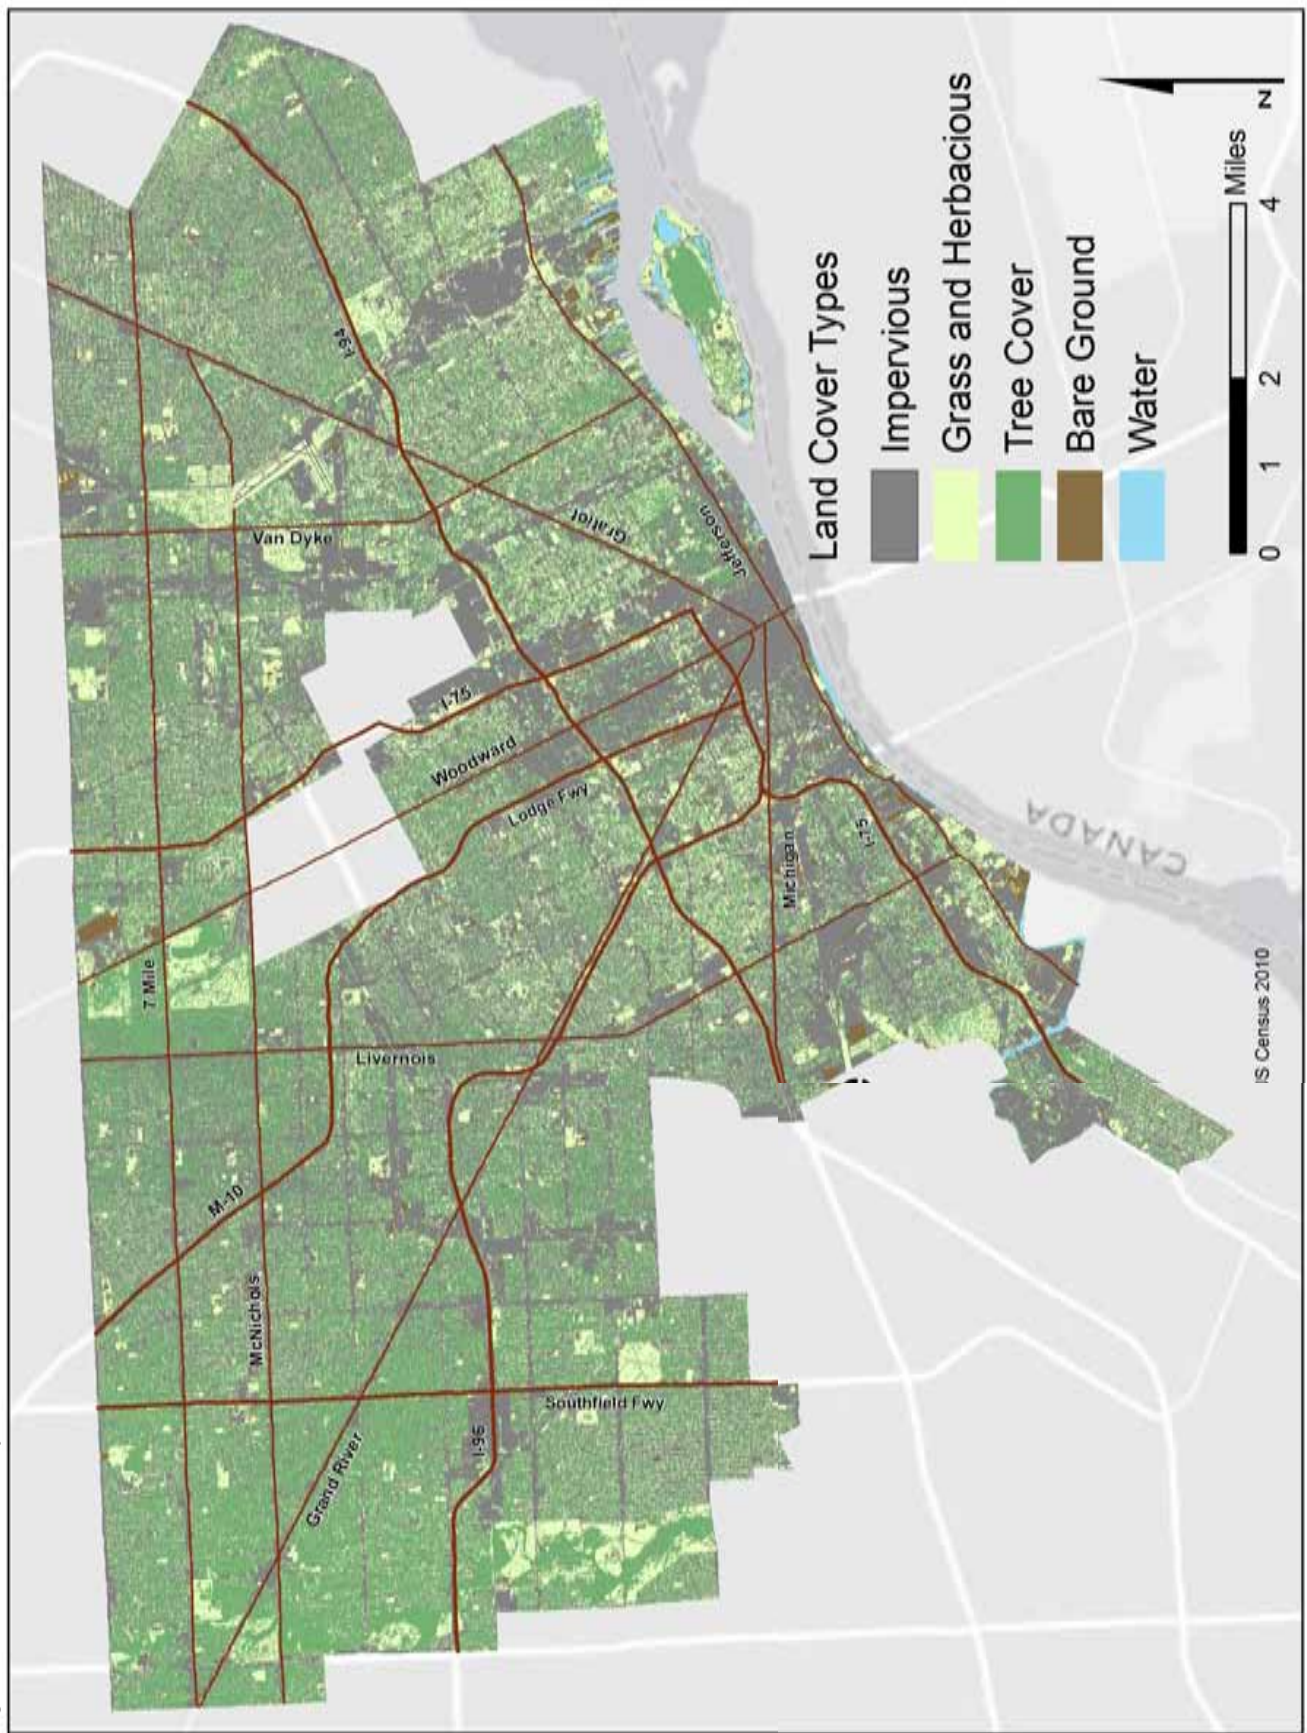 7 Mile
McNichols
M-10
Grand River
I-96
Southfield Fwy
Livernois
Lodge Fwy
Woodward
I-75
Van Dyke
I-94
Gratiot
Jefferson
Michigan
I-75
CANADA
Land Cover Types
Impervious
Grass and Herbacious
Tree Cover
Bare Ground
Water
0 1 2 4
Miles
N
IS Census 2010